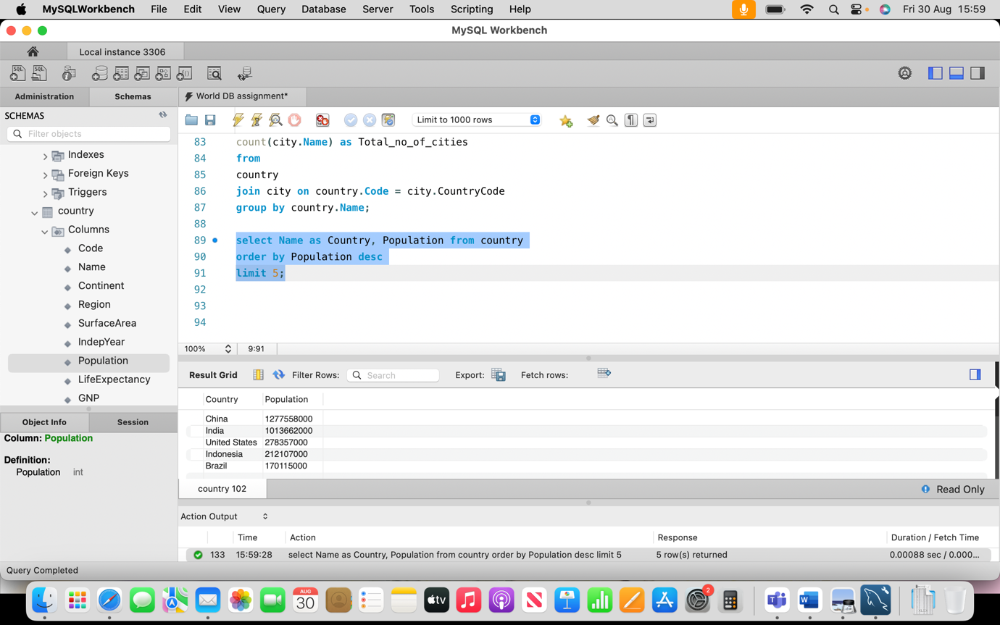 MySQLWorkbench File Edit View Query Database Server Tools Scripting Help Fri 30 Aug 15:59
MySQL Workbench
Local instance 3306
Administration Schemas World DB assignment*
SCHEMAS
Filter objects
Limit to 1000 rows
Indexes
Foreign Keys
Triggers
country
Columns
Code
Name
Continent
Region
SurfaceArea
IndepYear
Population
LifeExpectancy
GNP
83 count(city.Name) as Total_no_of_cities
84 from
85 country
86 join city on country.Code = city.CountryCode
87 group by country.Name;
88
89 select Name as Country, Population from country
90 order by Population desc
91 limit 5;
92
93
94
100% 9:91
Result Grid Filter Rows: Search Export: Fetch rows:
Country Population
China 1277558000
India 1013662000
United States 278357000
Indonesia 212107000
Brazil 170115000
country 102 Read Only
Object Info Session
Column: Population
Definition:
Population int
Action Output
Time Action Response Duration / Fetch Time
133 15:59:28 select Name as Country, Population from country order by Population desc limit 5 5 row(s) returned 0.00088 sec / 0.000...
Query Completed
AUG
30
tv
2